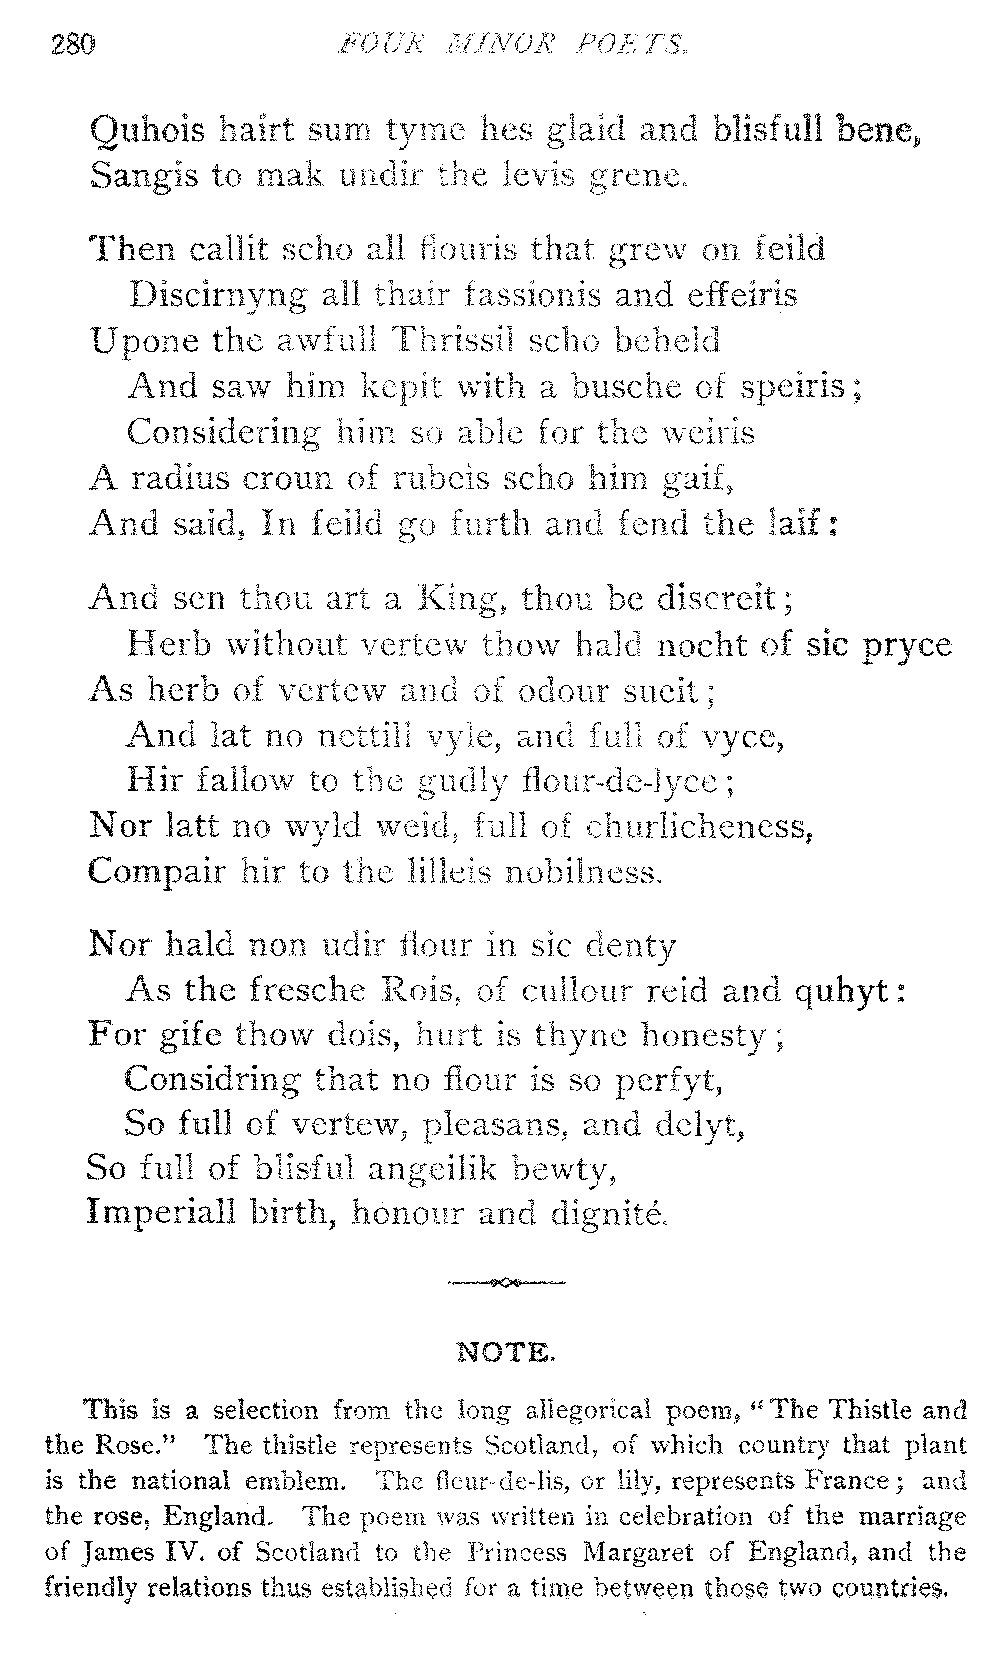 280 FOUR MINOR POETS.
Quhois hairt sum tyme hes glaid and blisfull bene,
Sangis to mak undir the levis grene.
Then callit scho all flouris that grew on feild
Discirnyng all thair fassionis and effeiris
Upone the awfull Thrissil scho beheld
And saw him kepit with a busche of speiris;
Considering him so able for the weiris
A radius croun of rubeis scho him gaif,
And said, In feild go furth and fend the laif:
And sen thou art a King, thou be discreit;
Herb without vertew thow hald nocht of sic pryce
As herb of vertew and of odour sueit;
And lat no nettill vyle, and full of vyce,
Hir fallow to the gudly flour-de-lyce;
Nor latt no wyld weid, full of churlicheness,
Compair hir to the lilleis nobilness.
Nor hald non udir flour in sic denty
As the fresche Rois, of cullour reid and quhyt:
For gife thow dois, hurt is thyne honesty;
Considring that no flour is so perfyt,
So full of vertew, pleasans, and delyt,
So full of blisful angeilik bewty,
Imperiall birth, honour and dignité.
NOTE.
This is a selection from the long allegorical poem, "The Thistle and
the Rose." The thistle represents Scotland, of which country that plant
is the national emblem. The fleur-de-lis, or lily, represents France; and
the rose, England. The poem was written in celebration of the marriage
of James IV. of Scotland to the Princess Margaret of England, and the
friendly relations thus established for a time between those two countries.